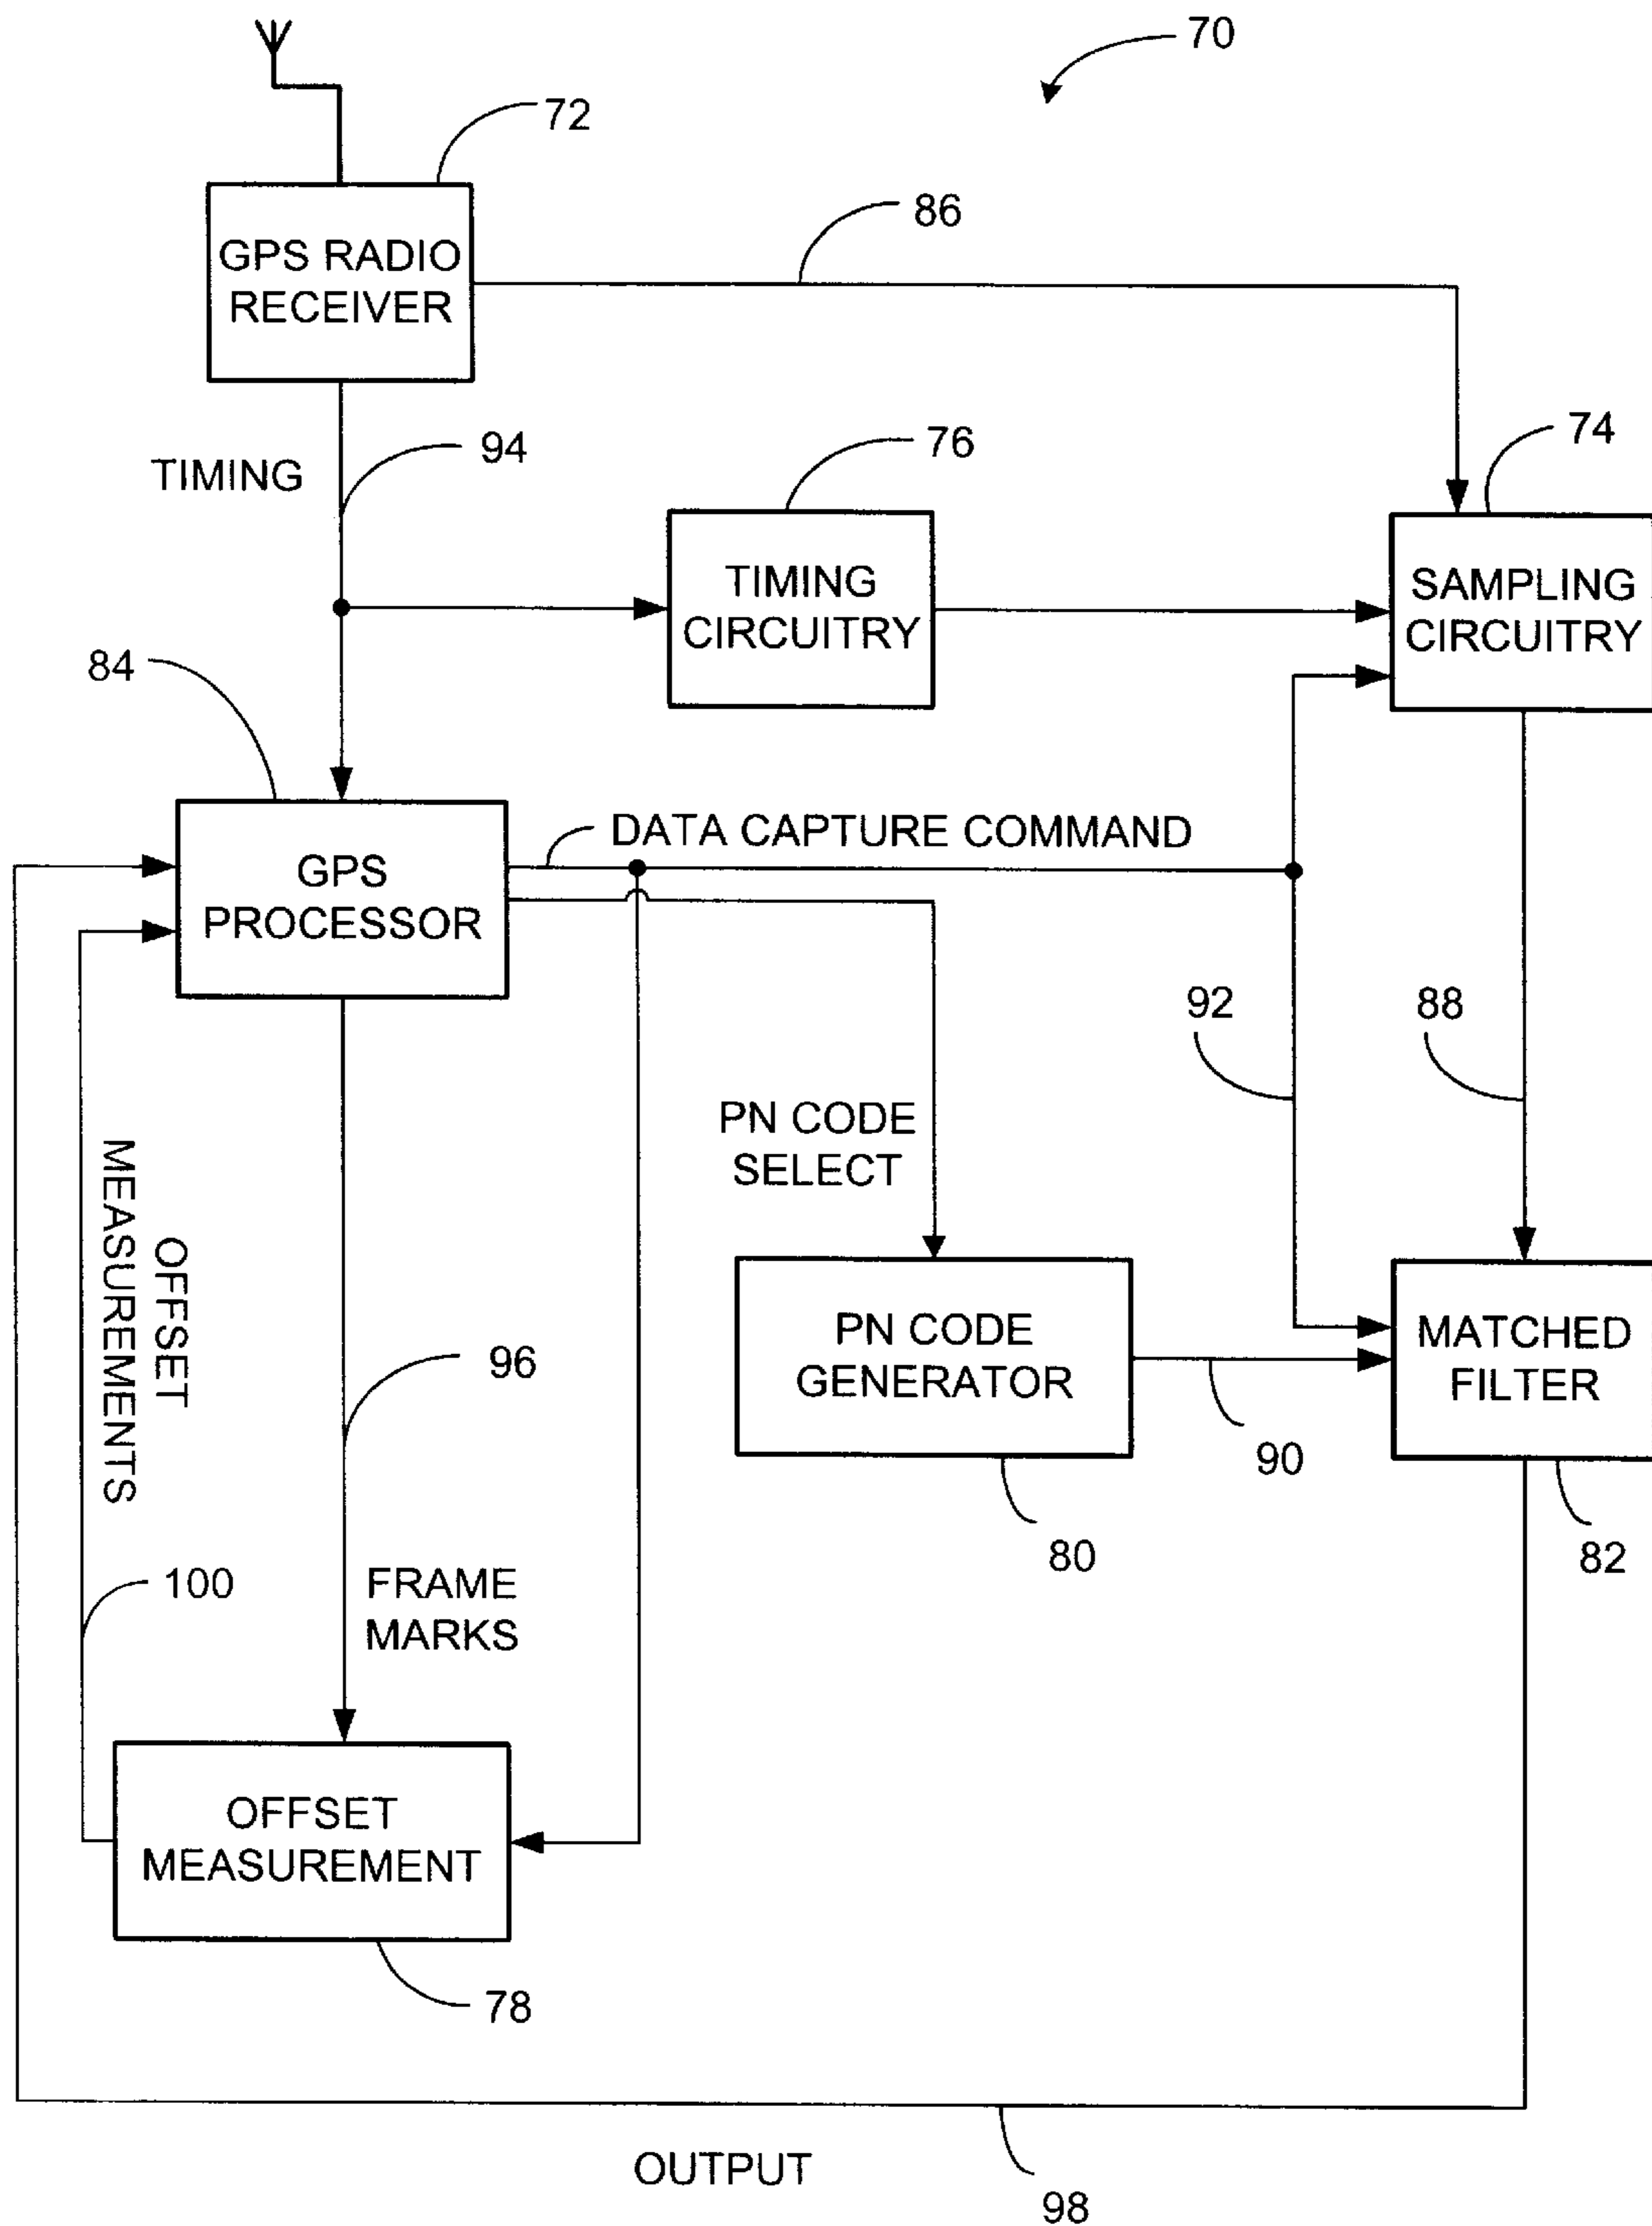 70
72
GPS RADIO
RECEIVER
86
TIMING
94
76
74
TIMING
CIRCUITRY
SAMPLING
CIRCUITRY
84
DATA CAPTURE COMMAND
GPS
PROCESSOR
92
88
PN CODE
SELECT
OFFSET
MEASUREMENTS
PN CODE
GENERATOR
MATCHED
FILTER
96
90
80
82
100
FRAME
MARKS
OFFSET
MEASUREMENT
78
OUTPUT
98